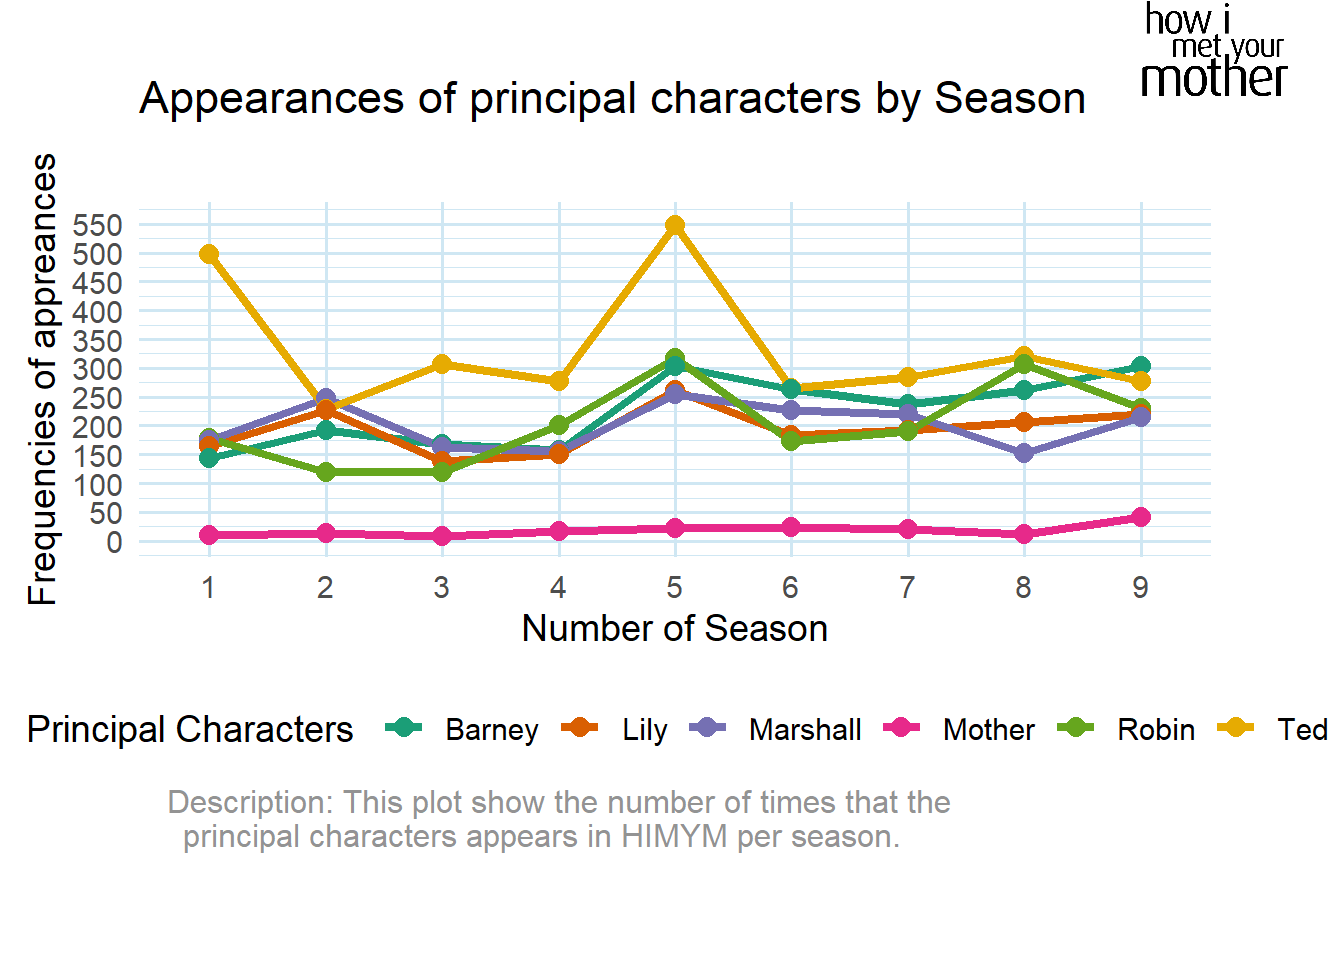 how i
met your
mother
Appearances of principal characters by Season
Frequencies of appreances
550
500
450
400
350
300
250
200
150
100
50
0
1 2 3 4 5 6 7 8 9
Number of Season
Principal Characters Barney Lily Marshall Mother Robin Ted
Description: This plot show the number of times that the
principal characters appears in HIMYM per season.